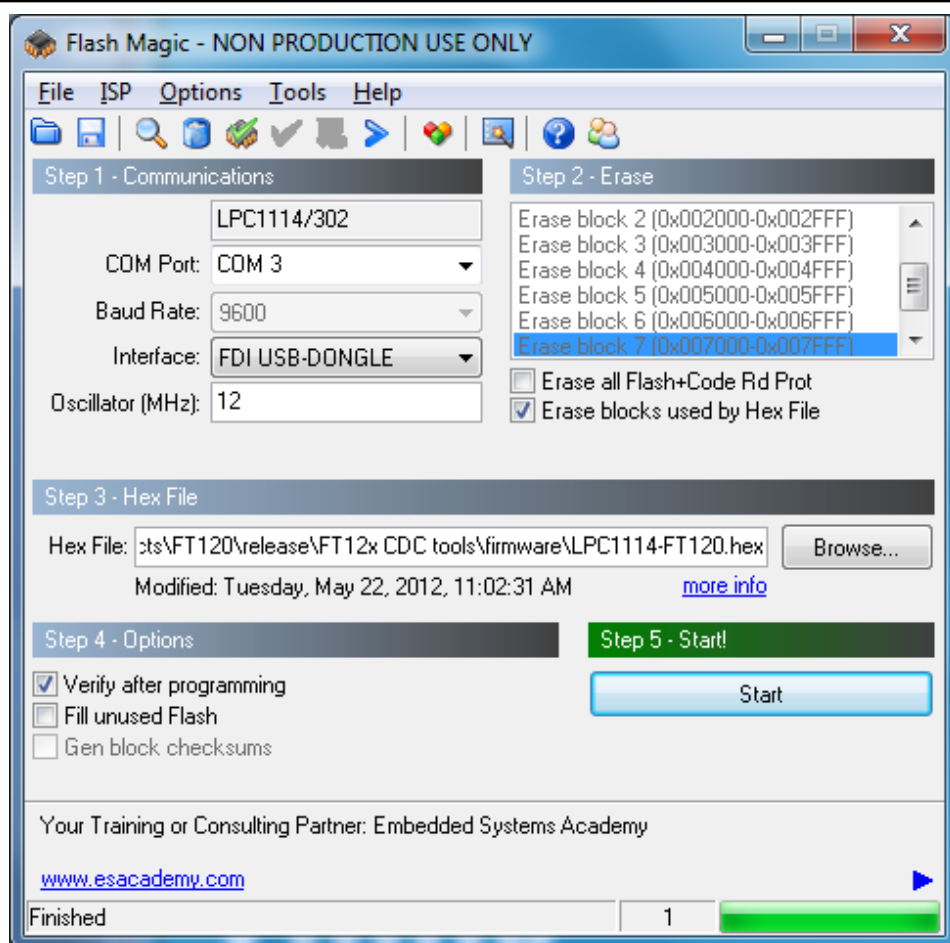 Flash Magic - NON PRODUCTION USE ONLY
File ISP Options Tools Help
Step 1 - Communications
LPC1114/302
COM Port: COM 3
Baud Rate: 9600
Interface: FDI USB-DONGLE
Oscillator (MHz): 12
Step 2 - Erase
Erase block 2 (0x002000-0x002FFF)
Erase block 3 (0x003000-0x003FFF)
Erase block 4 (0x004000-0x004FFF)
Erase block 5 (0x005000-0x005FFF)
Erase block 6 (0x006000-0x006FFF)
Erase block 7 (0x007000-0x007FFF)
Erase all Flash+Code Rd Prot
Erase blocks used by Hex File
Step 3 - Hex File
Hex File: cts\FT120\release\FT12x CDC tools\firmware\LPC1114-FT120.hex Browse...
Modified: Tuesday, May 22, 2012, 11:02:31 AM more info
Step 4 - Options
Verify after programming
Fill unused Flash
Gen block checksums
Step 5 - Start!
Start
Your Training or Consulting Partner: Embedded Systems Academy
www.esacademy.com
Finished 1